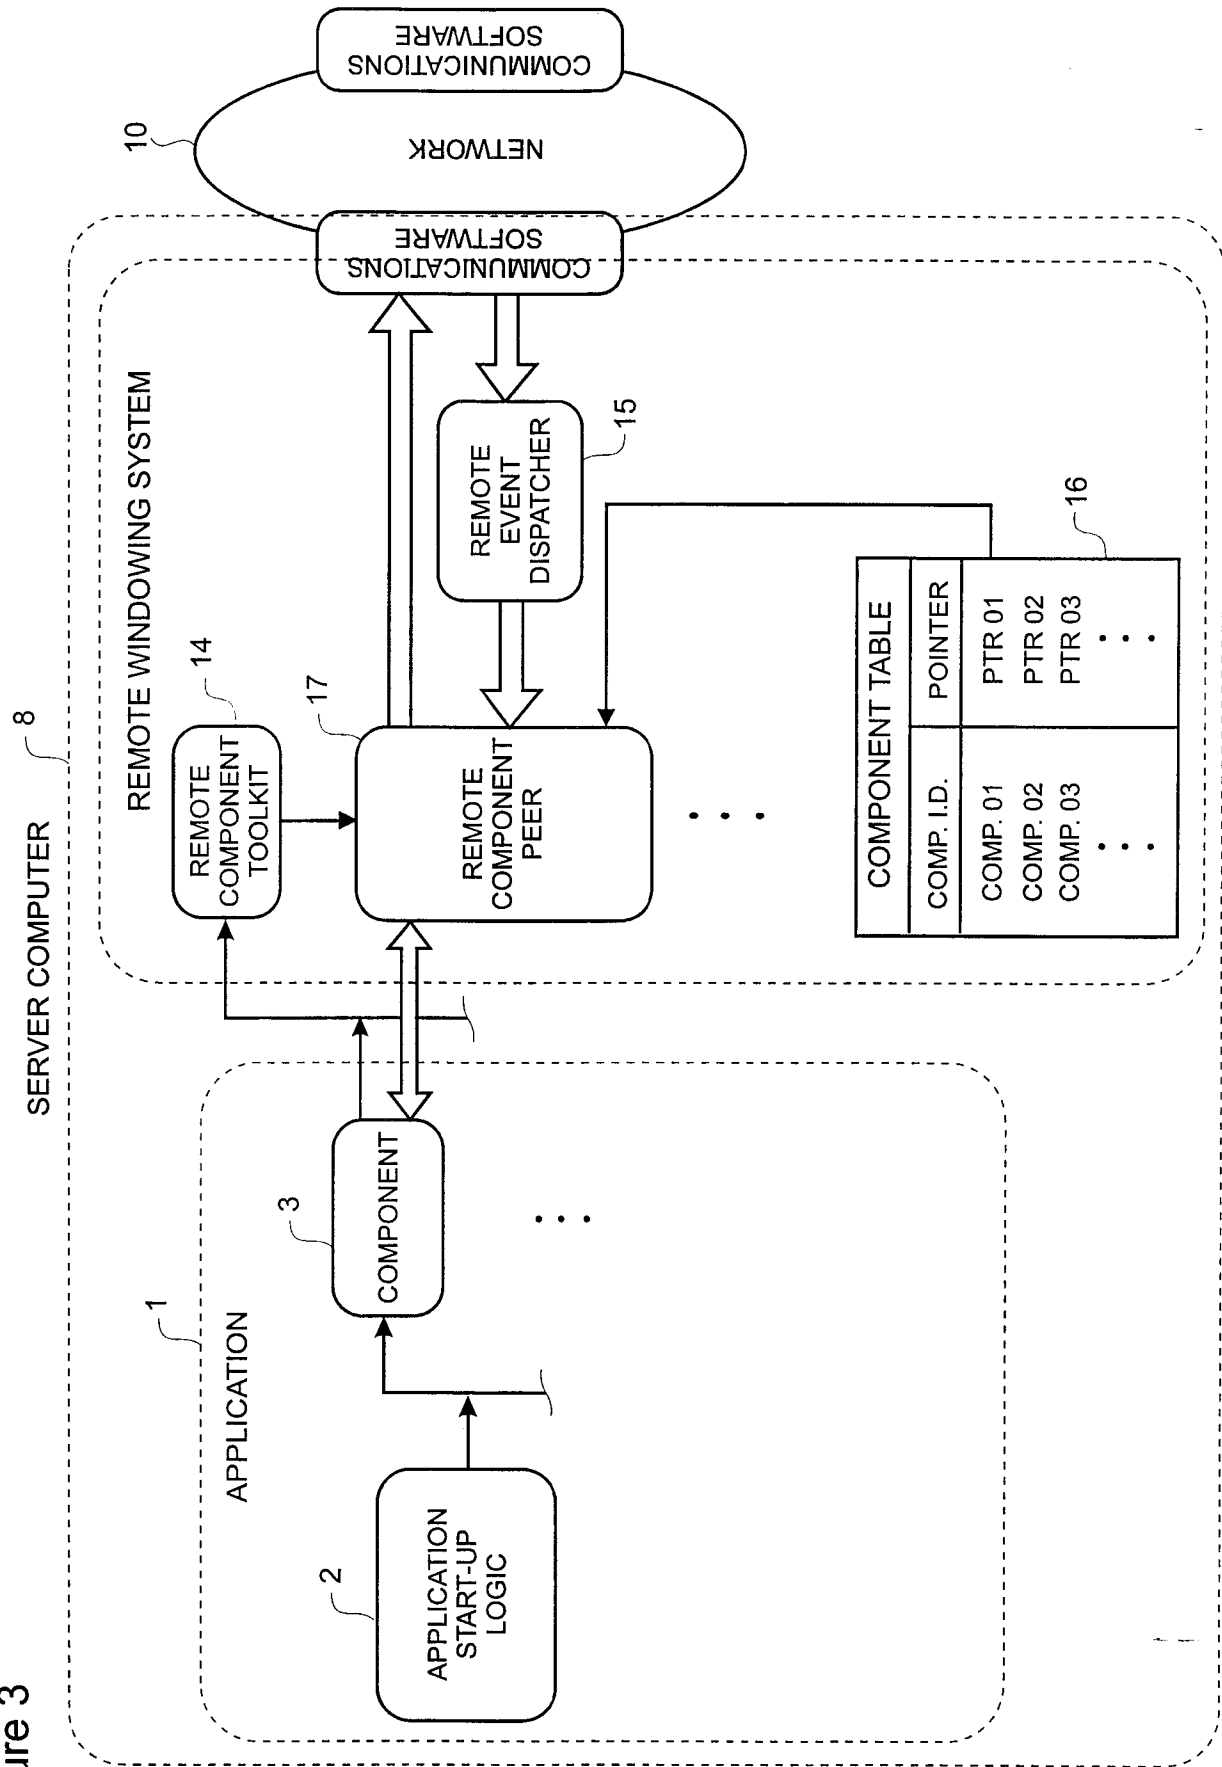 ure 3
SERVER COMPUTER
8
1
APPLICATION
2
APPLICATION
START-UP
LOGIC
3
COMPONENT
REMOTE WINDOWING SYSTEM
14
REMOTE
COMPONENT
TOOLKIT
17
REMOTE
COMPONENT
PEER
15
REMOTE
EVENT
DISPATCHER
COMPONENT TABLE
COMP. I.D.
POINTER
COMP. 01
PTR 01
COMP. 02
PTR 02
COMP. 03
PTR 03
16
COMMUNICATIONS
SOFTWARE
10
NETWORK
COMMUNICATIONS
SOFTWARE